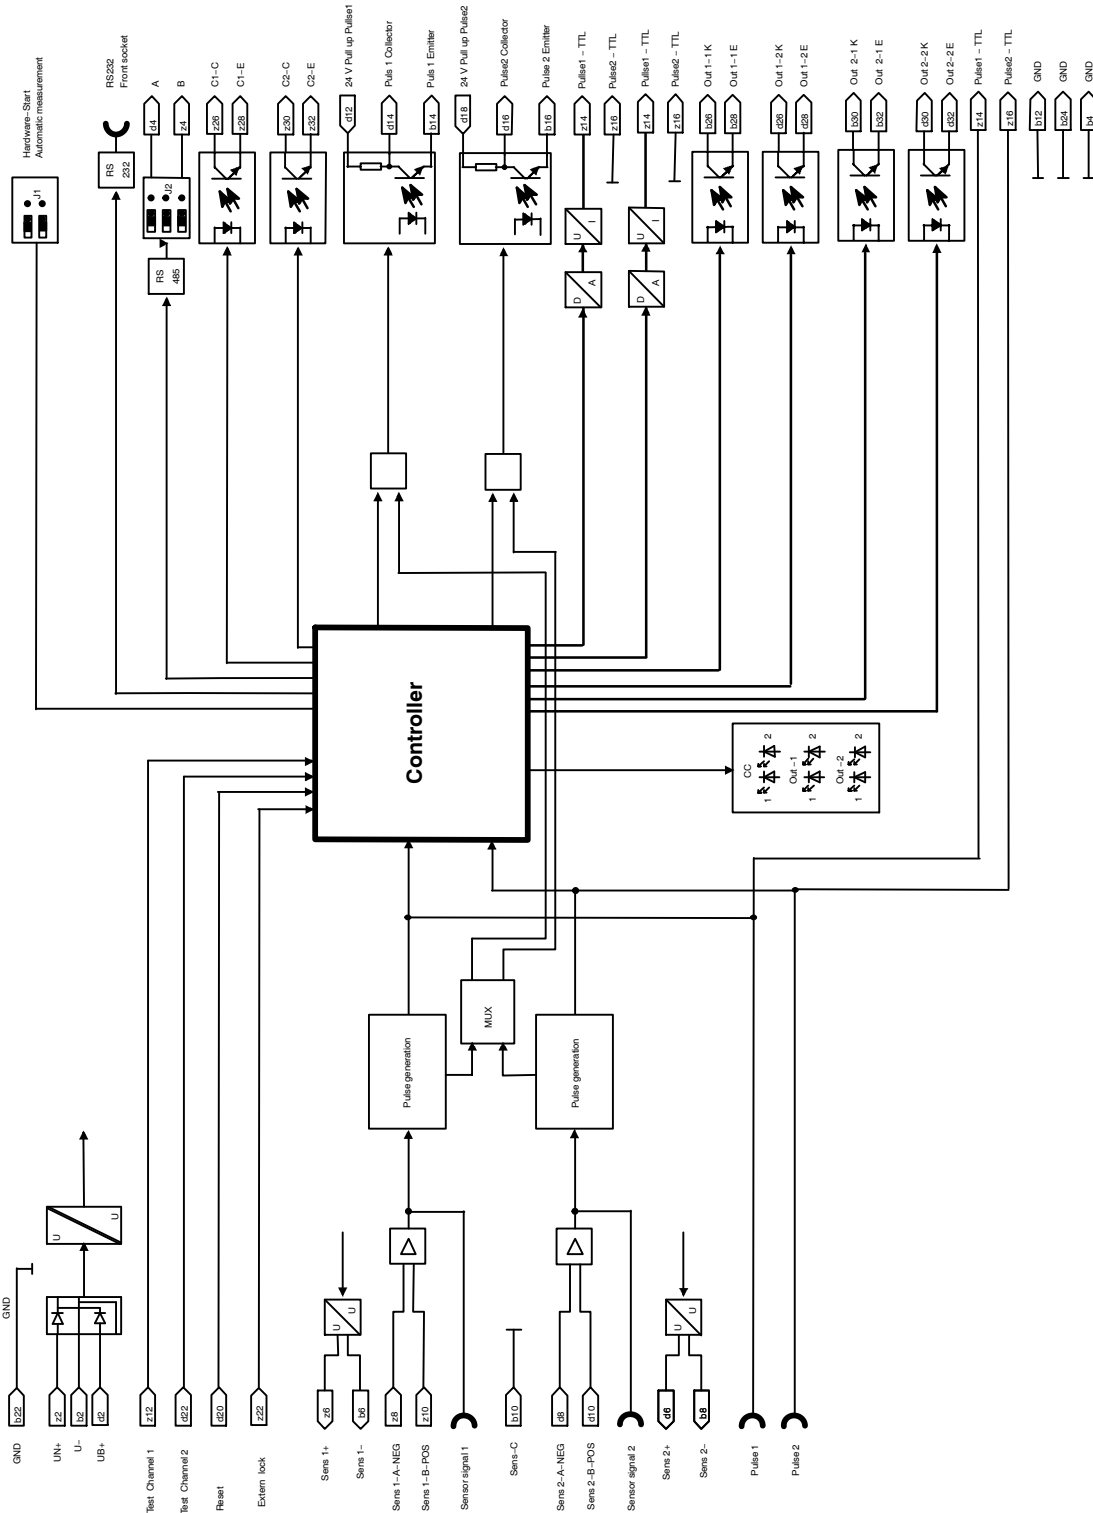 Hardware-Start
Automatic measurement
J1
RS232
Front socket
RS
232
A
B
d4
z4
J2
RS
485
C1-C
C1-E
z26
z28
C2-C
C2-E
z30
z32
24 V Pull up Pullse1
Puls 1 Collector
Puls 1 Emitter
d12
d14
b14
24 V Pull up Pulse2
Pulse2 Collector
Pulse 2 Emitter
d18
d16
b16
Pullse1 - TTL
Pulse2 - TTL
z14
z16
U
I
D
A
Pulse1 - TTL
Pulse2 - TTL
z14
z16
U
I
D
A
Out 1-1 K
Out 1-1 E
b26
b28
Out 1-2 K
Out 1-2 E
d26
d28
Out 2-1 K
Out 2-1 E
b30
b32
Out 2-2 K
Out 2-2 E
d30
d32
Pulse1 - TTL
Pulse2 - TTL
z14
z16
GND
GND
GND
b12
b24
b4
Controller
CC
1
2
Out -1
1
2
Out -2
1
2
MUX
Pulse generation
Pulse generation
U
U
GND
b22
GND
z2
b2
d2
UN+
U-
UB+
z12
d22
d20
z22
Test Channel 1
Test Channel 2
Reset
Extern lock
U
U
z6
b6
Sens 1+
Sens 1-
z8
z10
Sens 1-A-NEG
Sens 1-B-POS
Sensor signal 1
b10
Sens-C
d8
d10
Sens 2-A-NEG
Sens 2-B-POS
Sensor signal 2
U
U
d6
b8
Sens 2+
Sens 2-
Pulse 1
Pulse 2